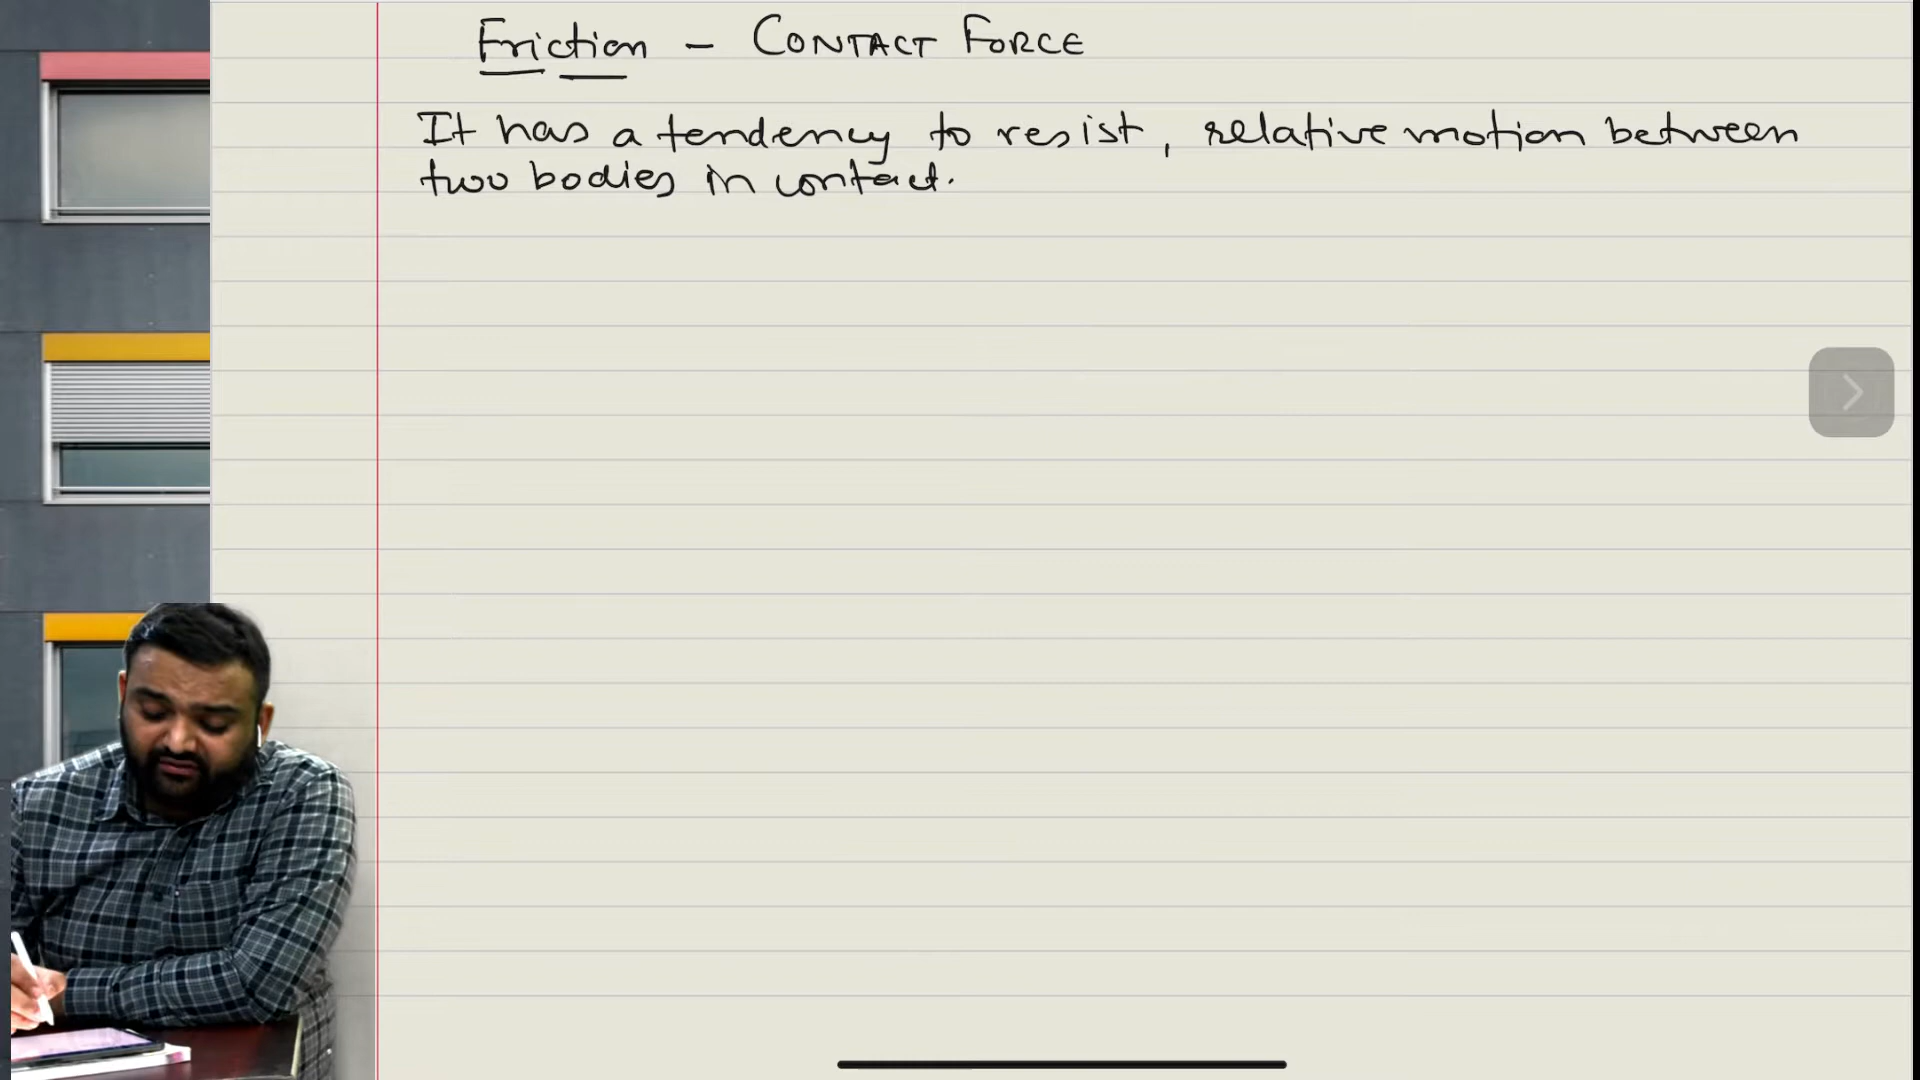 Friction - CONTACT FORCE
It has a tendency to resist, relative motion between
two bodies in contact.